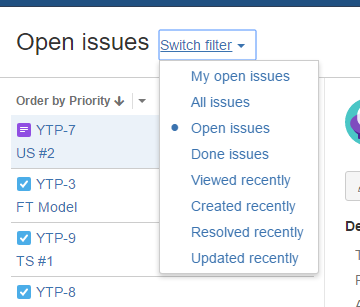 Open issues Switch filter
My open issues
All issues
Open issues
Done issues
Viewed recently
Created recently
Resolved recently
Updated recently
Order by Priority
YTP-7
US #2
YTP-3
FT Model
YTP-9
TS #1
YTP-8
De